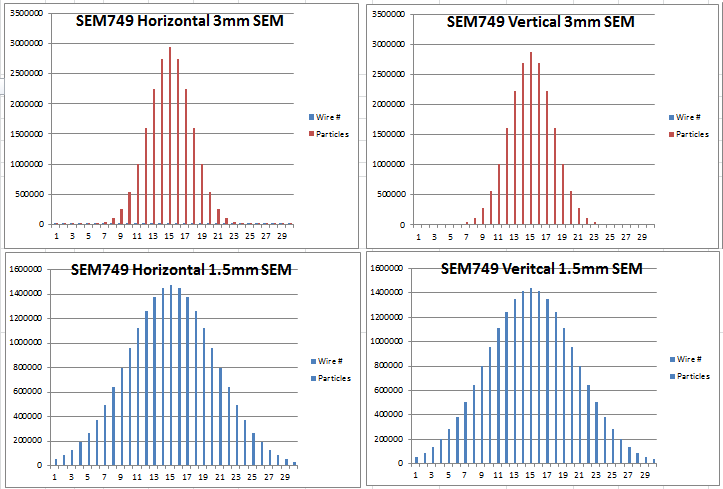 SEM749 Horizontal 3mm SEM
3500000
3000000
2500000
2000000
1500000
1000000
500000
0
1 3 5 7 9 11 13 15 17 19 21 23 25 27 29
Wire #
Particles
SEM749 Vertical 3mm SEM
3500000
3000000
2500000
2000000
1500000
1000000
500000
0
1 3 5 7 9 11 13 15 17 19 21 23 25 27 29
Wire #
Particles
SEM749 Horizontal 1.5mm SEM
1600000
1400000
1200000
1000000
800000
600000
400000
200000
0
1 3 5 7 9 11 13 15 17 19 21 23 25 27 29
Wire #
Particles
SEM749 Veritcal 1.5mm SEM
1600000
1400000
1200000
1000000
800000
600000
400000
200000
0
1 3 5 7 9 11 13 15 17 19 21 23 25 27 29
Wire #
Particles